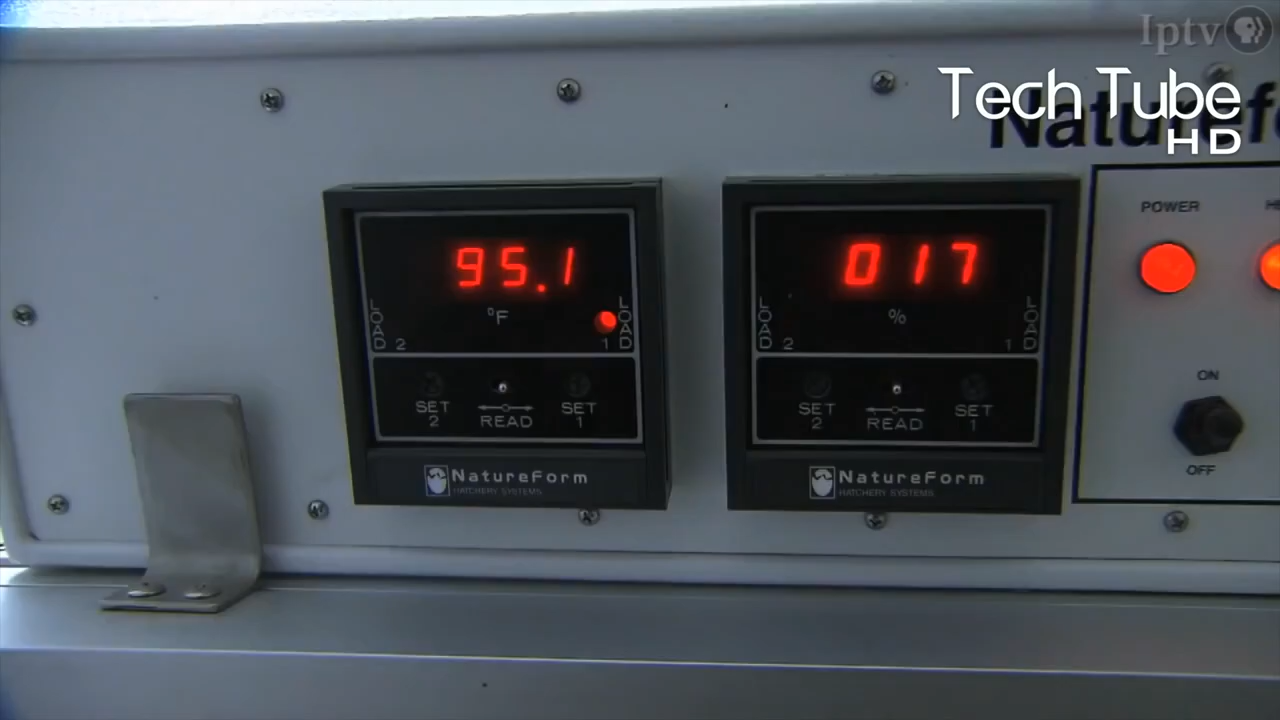 Iptv
Tech Tube
HD
Naturef
95.1
°F
LOAD 2
1 LOAD
SET 2
READ
SET 1
NatureForm
HATCHERY SYSTEMS
017
%
LOAD 2
1 LOAD
SET 2
READ
SET 1
NatureForm
HATCHERY SYSTEMS
POWER
ON
OFF